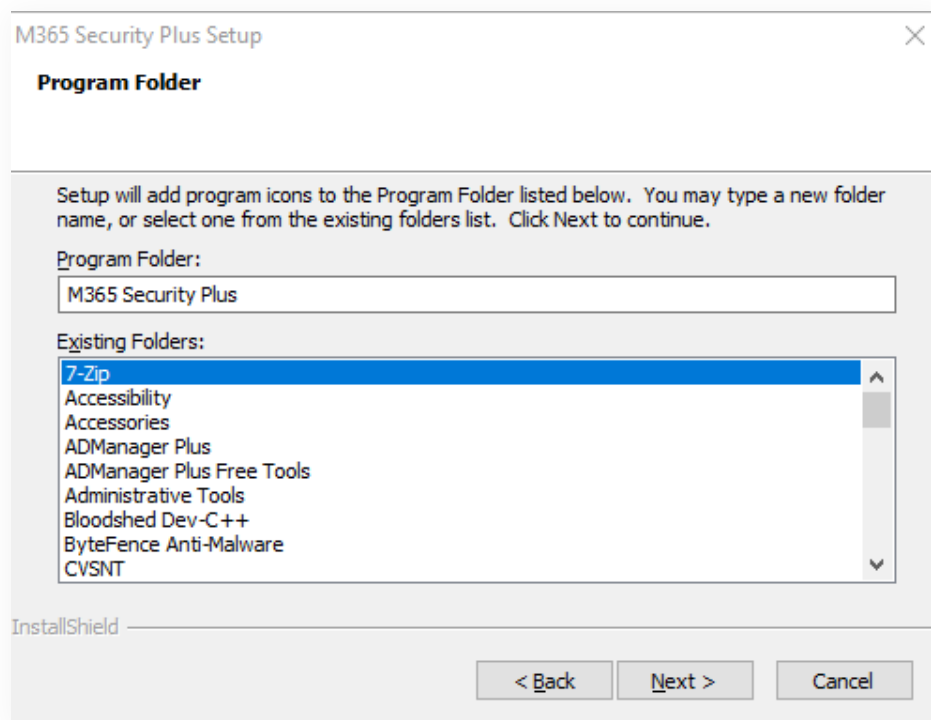 M365 Security Plus Setup
Program Folder
Setup will add program icons to the Program Folder listed below. You may type a new folder
name, or select one from the existing folders list. Click Next to continue.
Program Folder:
M365 Security Plus
Existing Folders:
7-Zip
Accessibility
Accessories
ADManager Plus
ADManager Plus Free Tools
Administrative Tools
Bloodshed Dev-C++
ByteFence Anti-Malware
CVSNT
InstallShield
< Back Next > Cancel